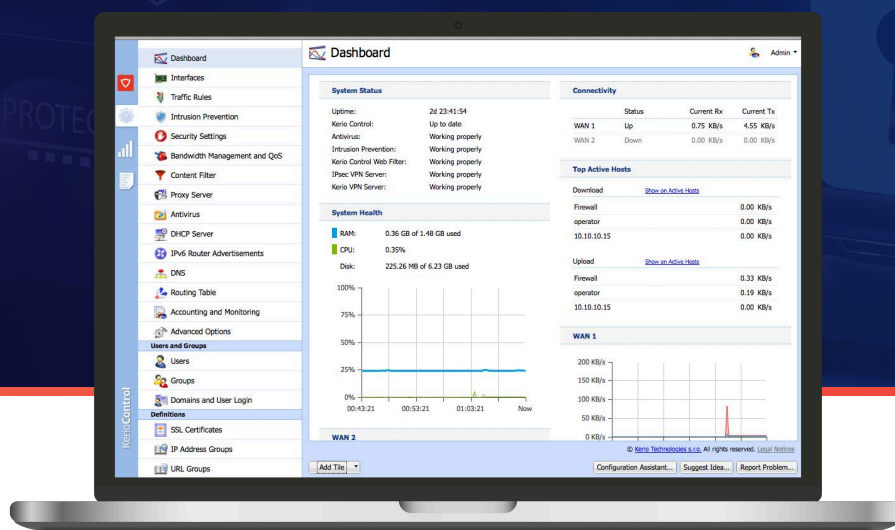 PROTEC
KerioControl
Dashboard
Interfaces
Traffic Rules
Intrusion Prevention
Security Settings
Bandwidth Management and QoS
Content Filter
Proxy Server
Antivirus
DHCP Server
IPv6 Router Advertisements
DNS
Routing Table
Accounting and Monitoring
Advanced Options
Users and Groups
Users
Groups
Domains and User Login
Definitions
SSL Certificates
IP Address Groups
URL Groups
Dashboard
Admin
System Status
Uptime: 2d 23:41:54
Kerio Control: Up to date
Antivirus: Working properly
Intrusion Prevention: Working properly
Kerio Control Web Filter: Working properly
IPsec VPN Server: Working properly
Kerio VPN Server: Working properly
System Health
RAM: 0.36 GB of 1.48 GB used
CPU: 0.35%
Disk: 225.26 MB of 6.23 GB used
100%
75%
50%
25%
0%
00:43:21 00:53:21 01:03:21 Now
WAN 2
Connectivity
Status Current Rx Current Tx
WAN 1 Up 0.75 KB/s 4.55 KB/s
WAN 2 Down 0.00 KB/s 0.00 KB/s
Top Active Hosts
Download Show on Active Hosts
Firewall 0.00 KB/s
operator 0.00 KB/s
10.10.10.15 0.00 KB/s
Upload Show on Active Hosts
Firewall 0.33 KB/s
operator 0.19 KB/s
10.10.10.15 0.00 KB/s
WAN 1
200 KB/s
150 KB/s
100 KB/s
50 KB/s
0 KB/s
© Kerio Technologies s.r.o. All rights reserved. Legal Notices
Add Tile
Configuration Assistant... Suggest Idea... Report Problem...